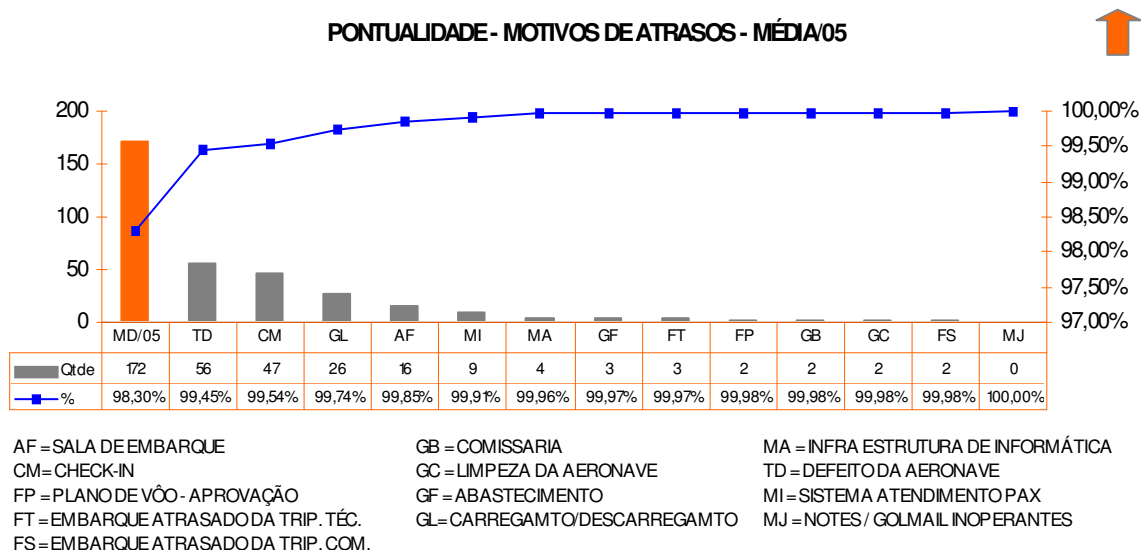 PONTUALIDADE - MOTIVOS DE ATRASOS - MÉDIA/05
200 100,00%
150 99,50%
99,00%
100 98,50%
98,00%
50 97,50%
0 97,00%
MD/05 TD CM GL AF MI MA GF FT FP GB GC FS MJ
Qtde 172 56 47 26 16 9 4 3 3 2 2 2 2 0
% 98,30% 99,45% 99,54% 99,74% 99,85% 99,91% 99,96% 99,97% 99,97% 99,98% 99,98% 99,98% 99,98% 100,00%
AF = SALA DE EMBARQUE GB = COMISSARIA MA = INFRA ESTRUTURA DE INFORMÁTICA
CM = CHECK-IN GC = LIMPEZA DA AERONAVE TD = DEFEITO DA AERONAVE
FP = PLANO DE VÔO - APROVAÇÃO GF = ABASTECIMENTO MI = SISTEMA ATENDIMENTO PAX
FT = EMBARQUE ATRASADO DA TRIP. TÉC. GL= CARREGAMTO/DESCARREGAMTO MJ = NOTES / GOLMAIL INOPERANTES
FS = EMBARQUE ATRASADO DA TRIP. COM.